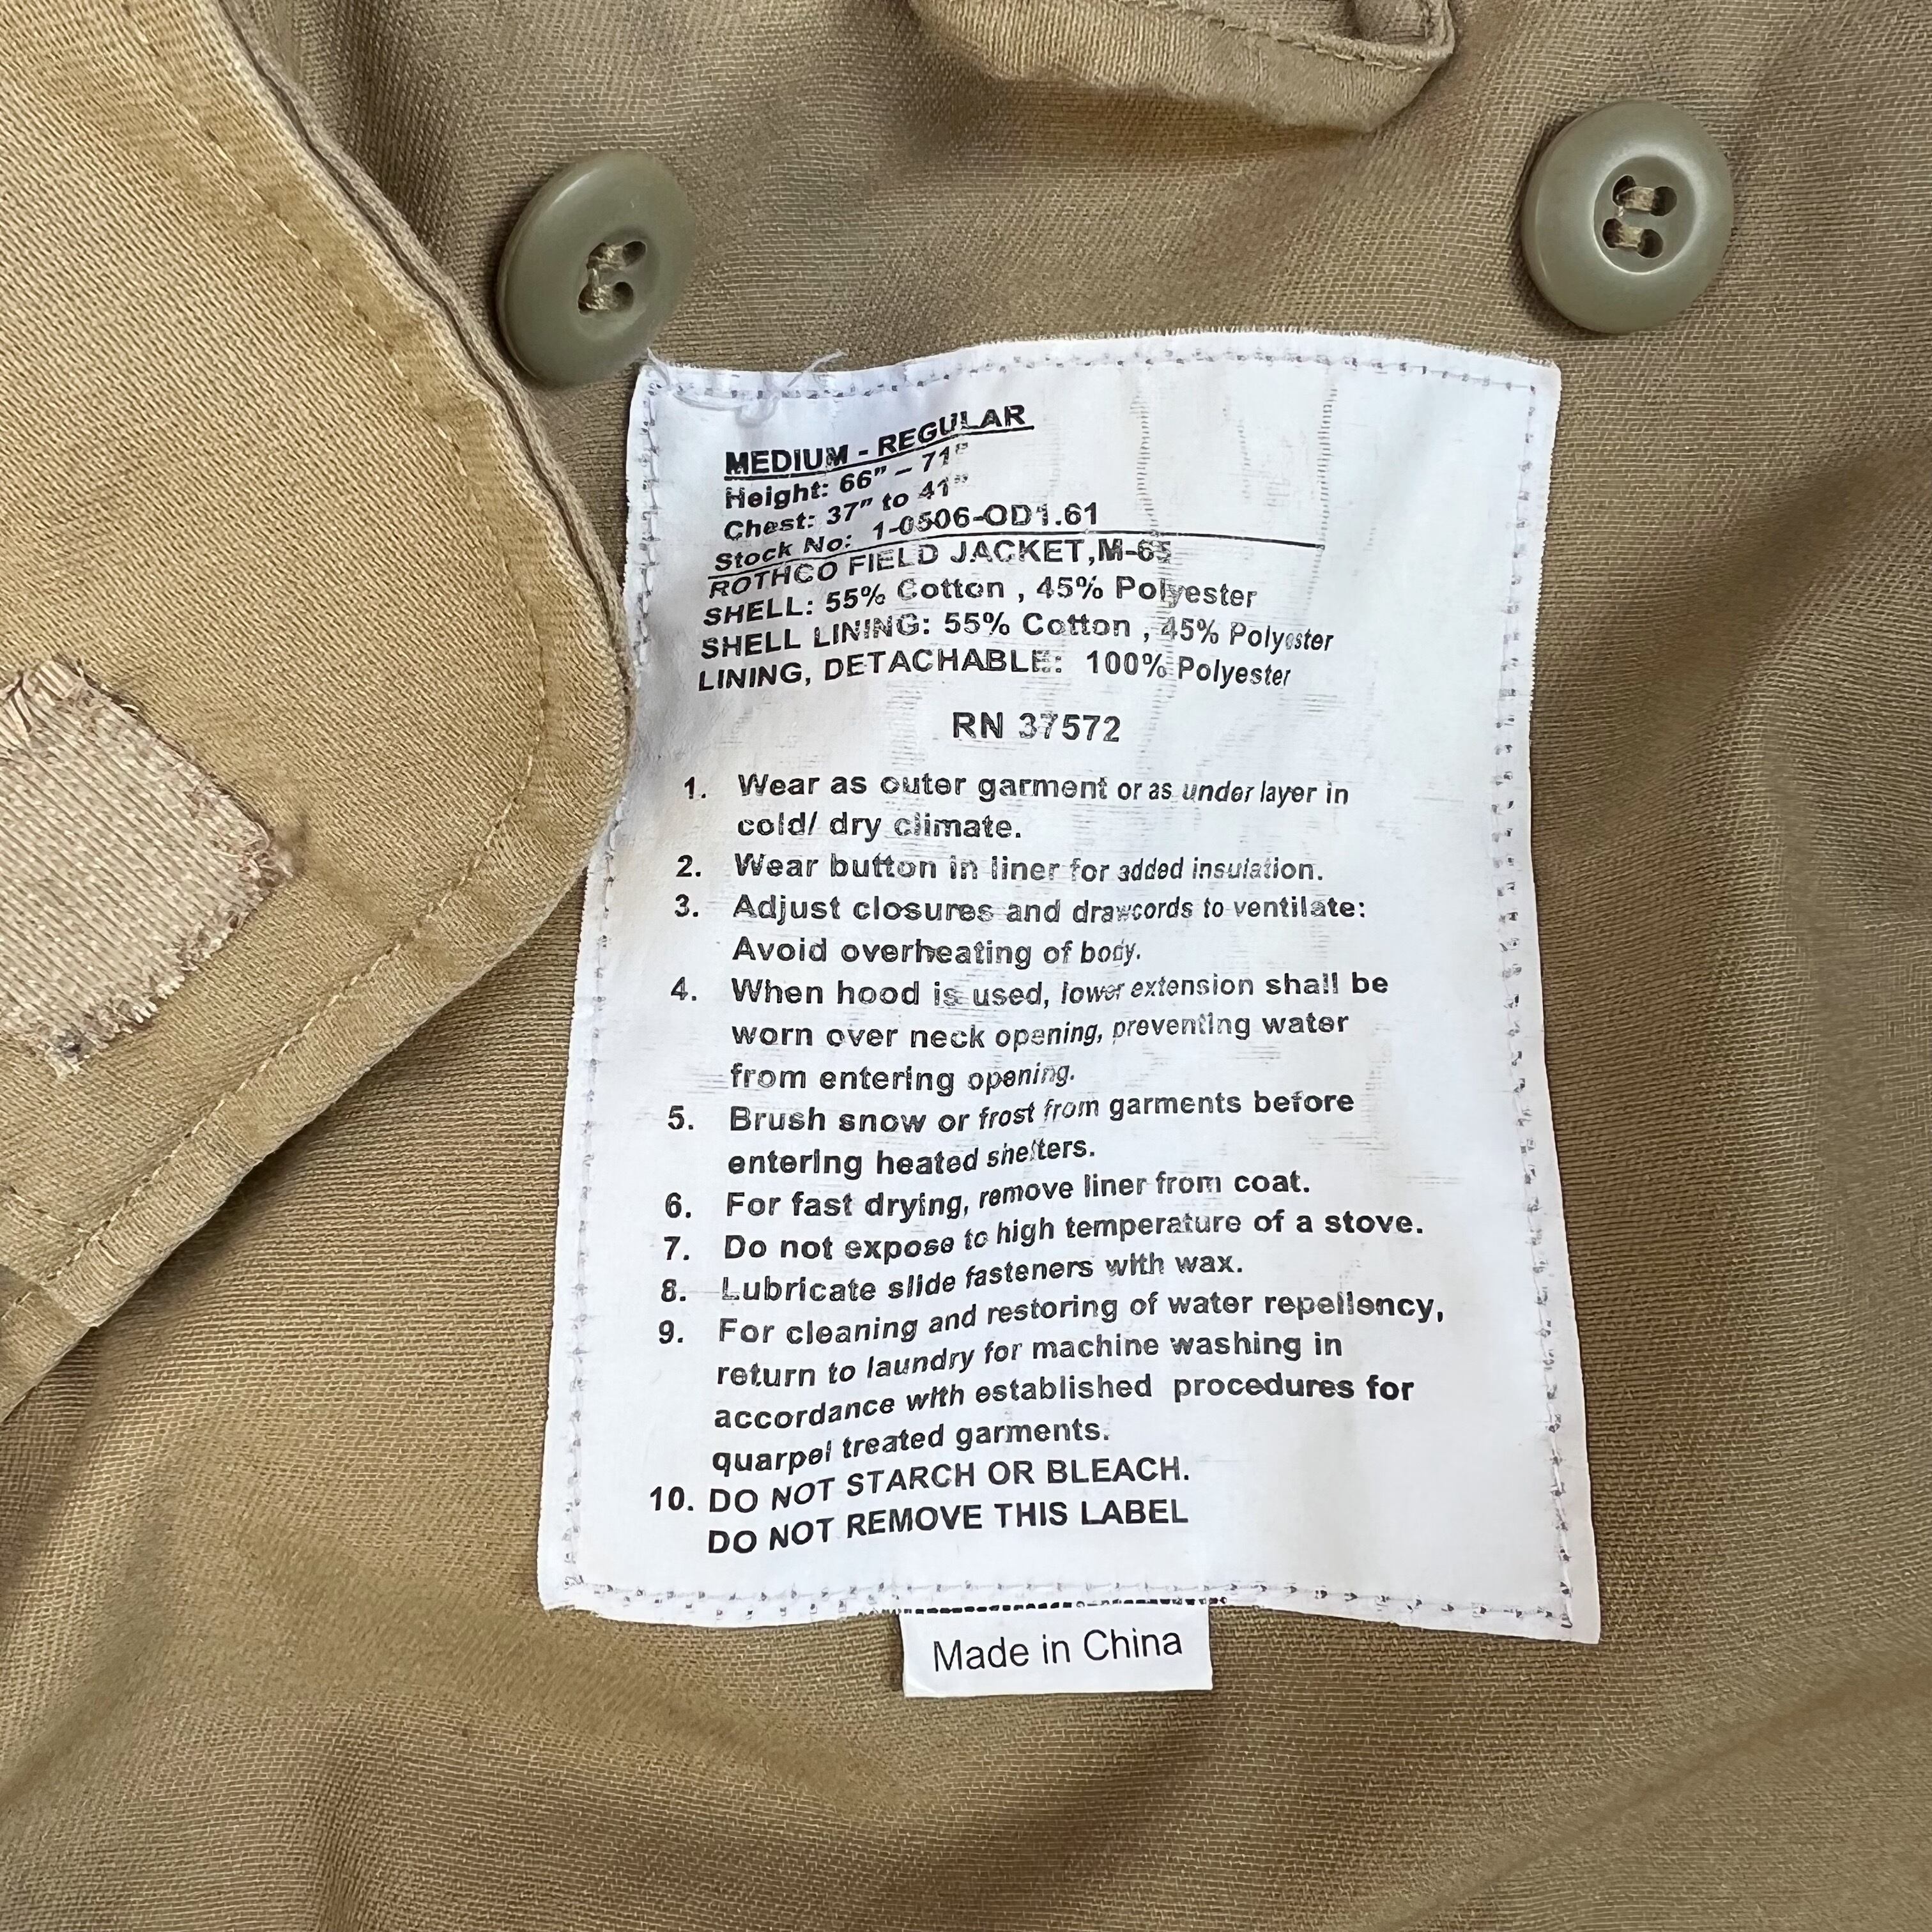 MEDIUM - REGULAR
Height: 66” – 71”
Chest: 37” to 41”
Stock No: 1-0506-OD1.61
ROTHCO FIELD JACKET,M-65
SHELL: 55% Cotton , 45% Polyester
SHELL LINING: 55% Cotton , 45% Polyester
LINING, DETACHABLE: 100% Polyester
RN 37572
1. Wear as outer garment or as under layer in
cold/ dry climate.
2. Wear button in liner for added insulation.
3. Adjust closures and drawcords to ventilate:
Avoid overheating of body.
4. When hood is used, lower extension shall be
worn over neck opening, preventing water
from entering opening.
5. Brush snow or frost from garments before
entering heated shelters.
6. For fast drying, remove liner from coat.
7. Do not expose to high temperature of a stove.
8. Lubricate slide fasteners with wax.
9. For cleaning and restoring of water repellency,
return to laundry for machine washing in
accordance with established procedures for
quarpel treated garments.
10. DO NOT STARCH OR BLEACH.
DO NOT REMOVE THIS LABEL
Made in China